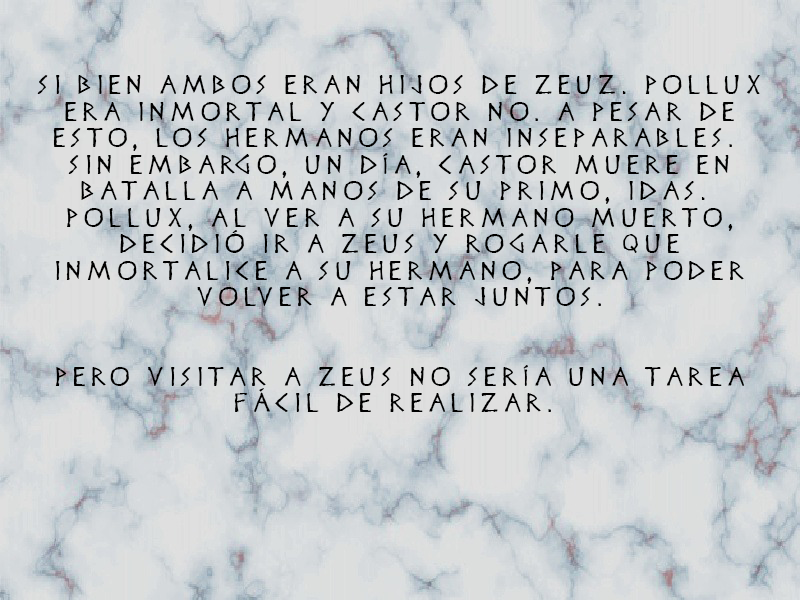 SI BIEN AMBOS ERAN HIJOS DE ZEUZ. POLLUX
ERA INMORTAL Y CASTOR NO. A PESAR DE
ESTO, LOS HERMANOS ERAN INSEPARABLES.
SIN EMBARGO, UN DÍA, CASTOR MUERE EN
BATALLA A MANOS DE SU PRIMO, IDAS.
POLLUX, AL VER A SU HERMANO MUERTO,
DECIDIÓ IR A ZEUS Y ROGARLE QUE
INMORTALICE A SU HERMANO, PARA PODER
VOLVER A ESTAR JUNTOS.
PERO VISITAR A ZEUS NO SERÍA UNA TAREA
FÁCIL DE REALIZAR.